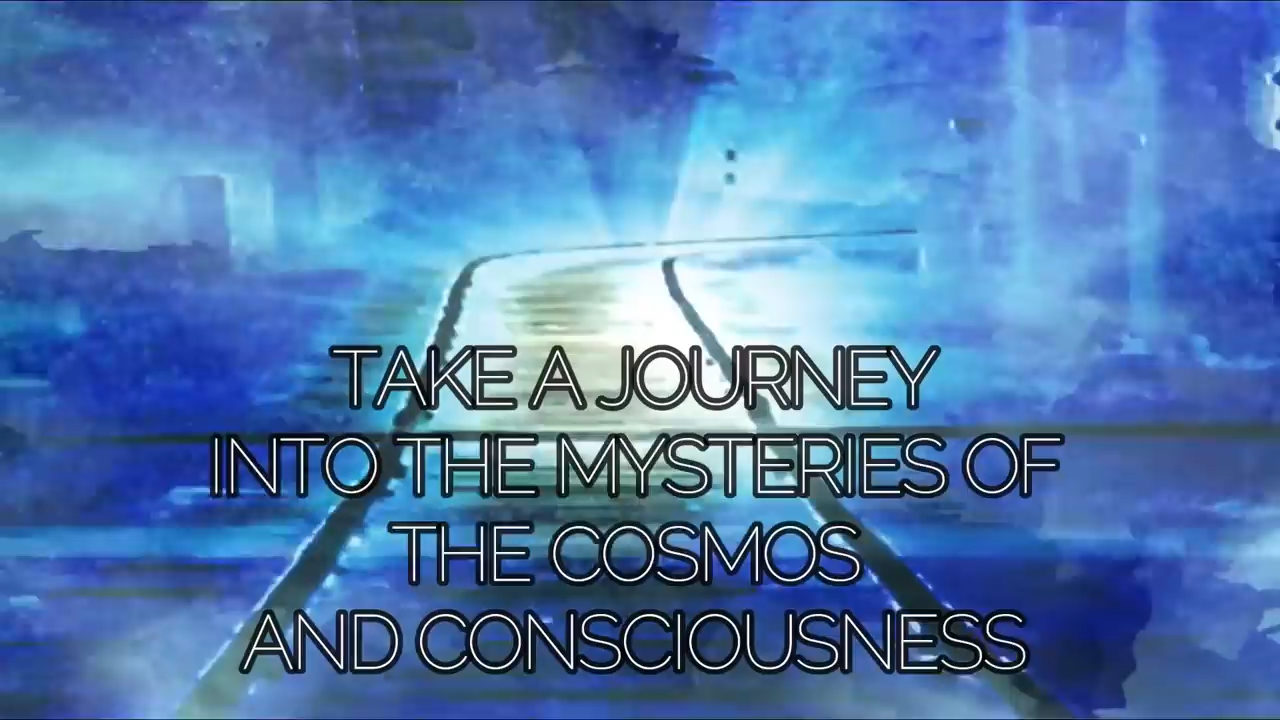 TAKE A JOURNEY
INTO THE MYSTERIES OF
THE COSMOS
AND CONSCIOUSNESS